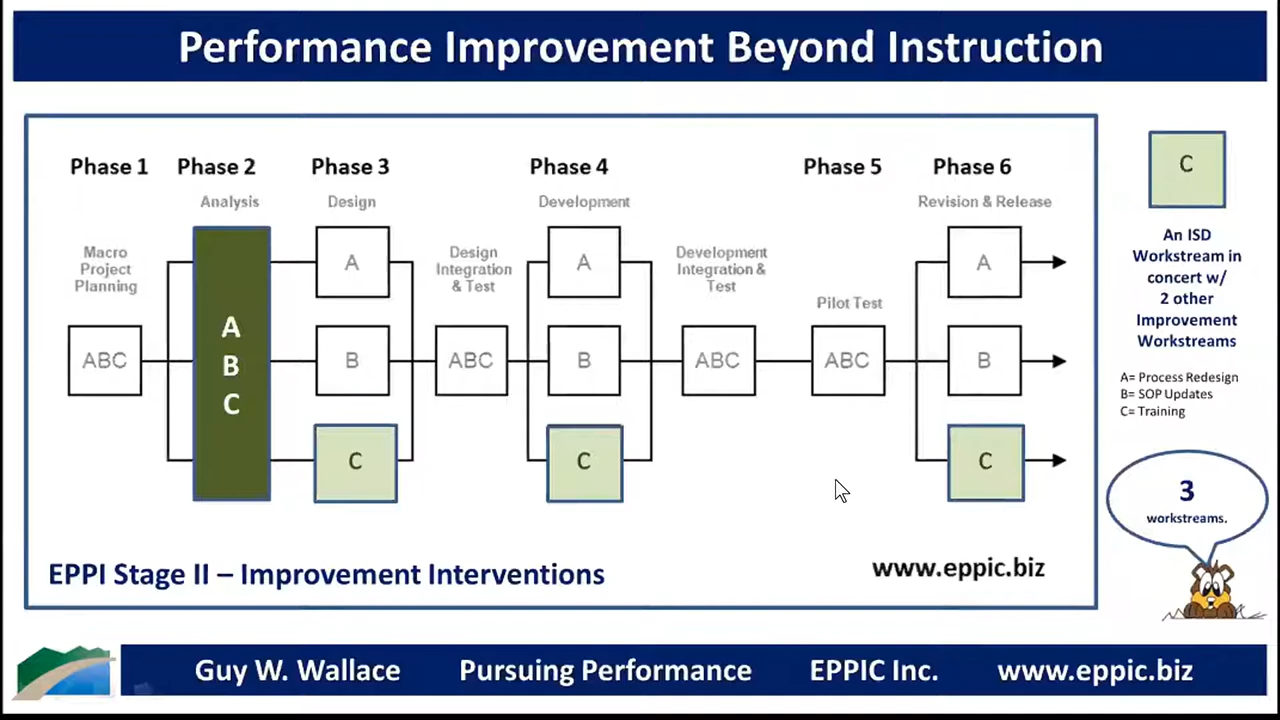 Performance Improvement Beyond Instruction
Phase 1
Phase 2
Phase 3
Phase 4
Phase 5
Phase 6
Analysis
Design
Development
Revision & Release
Macro
Project
Planning
Design
Integration
& Test
Development
Integration &
Test
Pilot Test
ABC
A
B
C
A
B
C
ABC
A
B
C
ABC
ABC
A
B
C
EPPI Stage II – Improvement Interventions
www.eppic.biz
C
An ISD
Workstream in
concert w/
2 other
Improvement
Workstreams
A= Process Redesign
B= SOP Updates
C= Training
3
workstreams.
Guy W. Wallace Pursuing Performance EPPIC Inc. www.eppic.biz